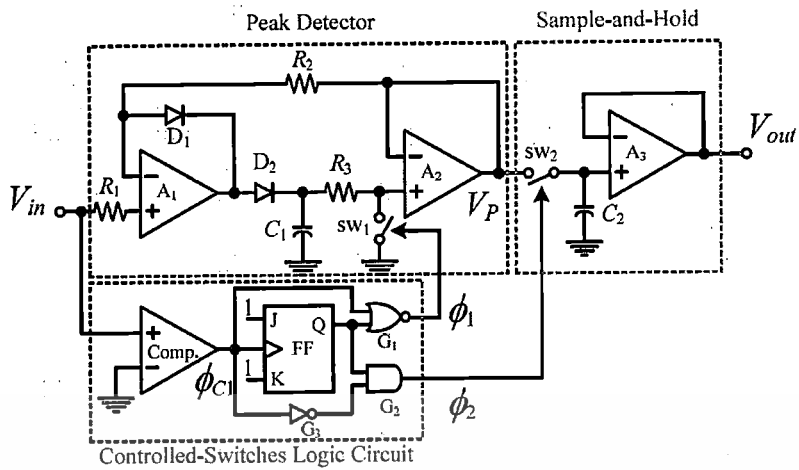 Peak Detector
Sample-and-Hold
R2
D1
A1
D2
R3
A2
VP
sw2
A3
Vout
Vin
R1
C1
sw1
C2
1
J
Q
FF
1
K
Comp.
ϕC1
G1
ϕ1
G2
ϕ2
G3
Controlled-Switches Logic Circuit